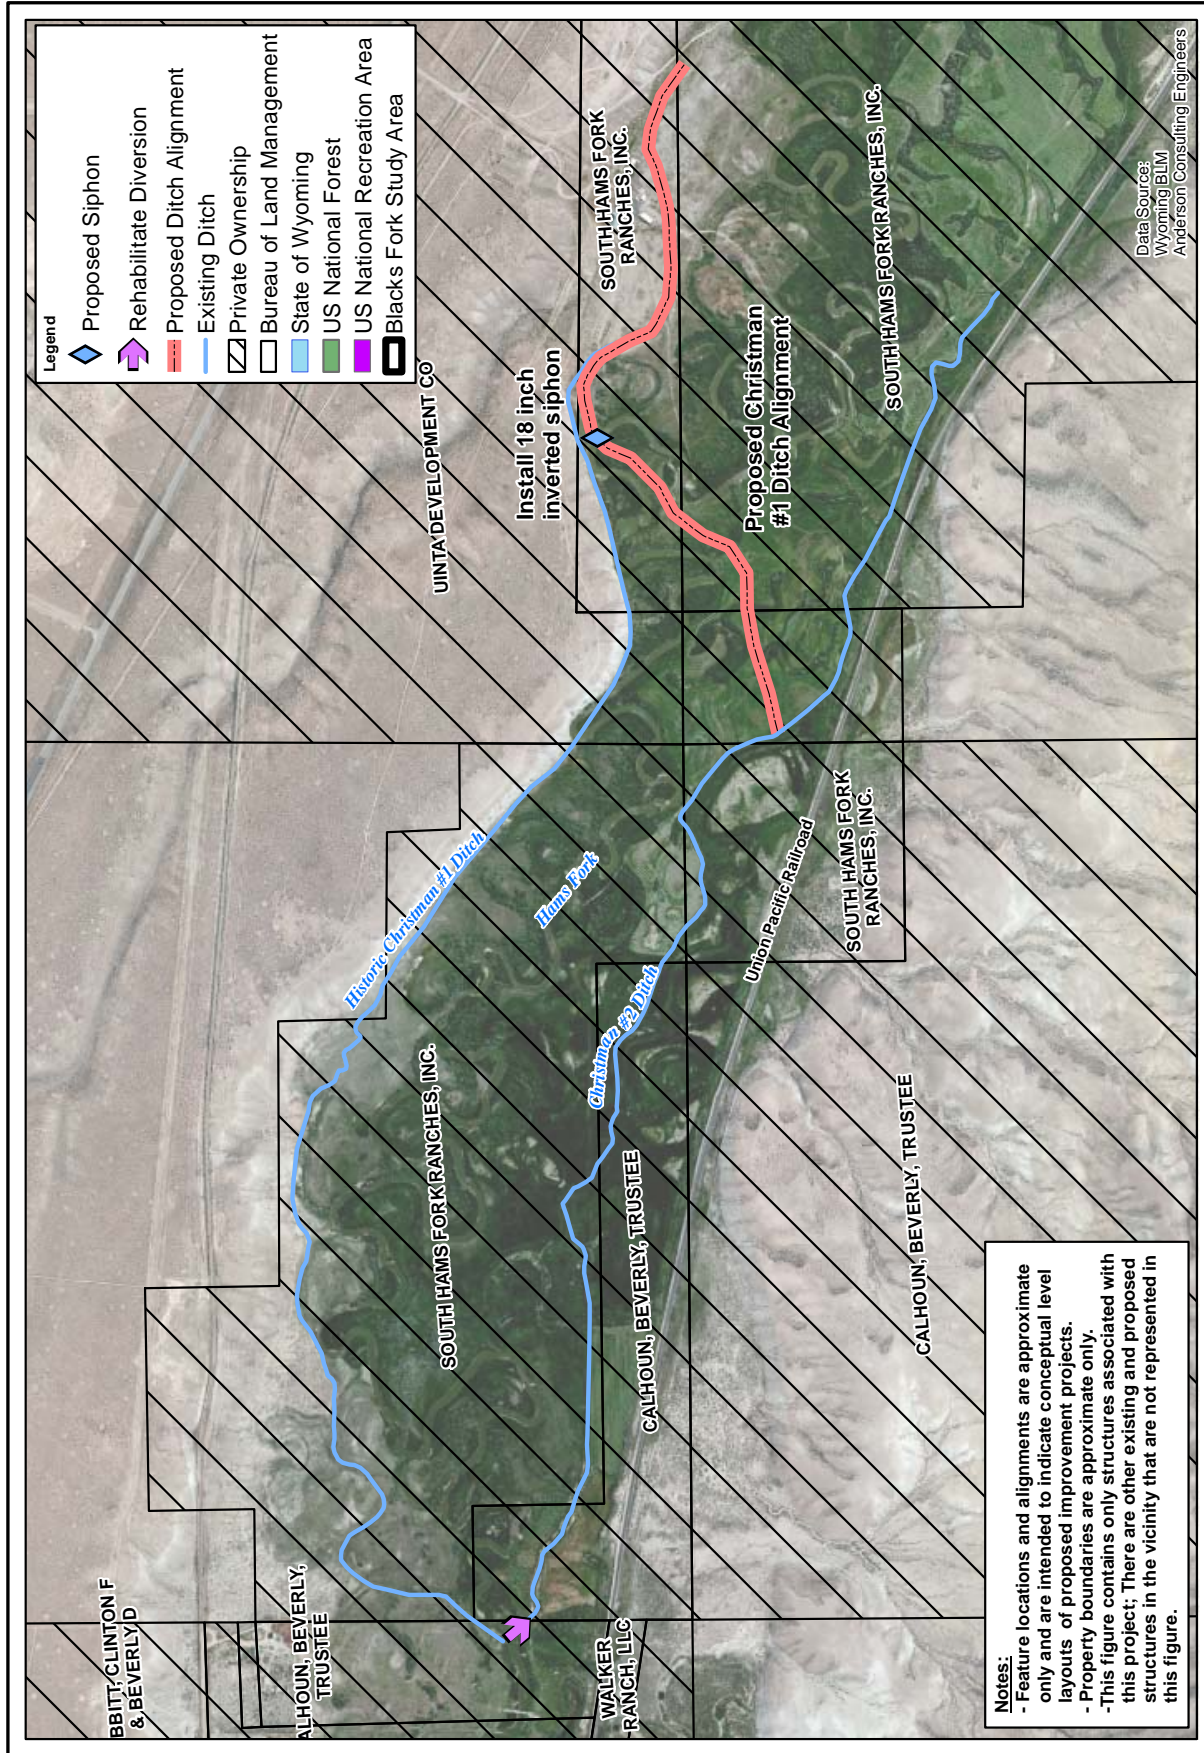 Legend
Proposed Siphon
Rehabilitate Diversion
Proposed Ditch Alignment
Existing Ditch
Private Ownership
Bureau of Land Management
State of Wyoming
US National Forest
US National Recreation Area
Blacks Fork Study Area
BBITT, CLINTON F
& BEVERLY D
ALHOUN, BEVERLY,
TRUSTEE
WALKER
RANCH, LLC
SOUTH HAMS FORK RANCHES, INC.
Historic Christman #1 Ditch
Hams Fork
Christman #2 Ditch
CALHOUN, BEVERLY, TRUSTEE
CALHOUN, BEVERLY, TRUSTEE
Union Pacific Railroad
SOUTH HAMS FORK
RANCHES, INC.
UINTA DEVELOPMENT CO
Install 18 inch
inverted siphon
SOUTH HAMS FORK
RANCHES, INC.
Proposed Christman
#1 Ditch Alignment
SOUTH HAMS FORK RANCHES, INC.
Notes:
- Feature locations and alignments are approximate
only and are intended to indicate conceptual level
layouts of proposed improvement projects.
- Property boundaries are approximate only.
- This figure contains only structures associated with
this project; There are other existing and proposed
structures in the vicinity that are not represented in
this figure.
Data Source:
Wyoming BLM
Anderson Consulting Engineers